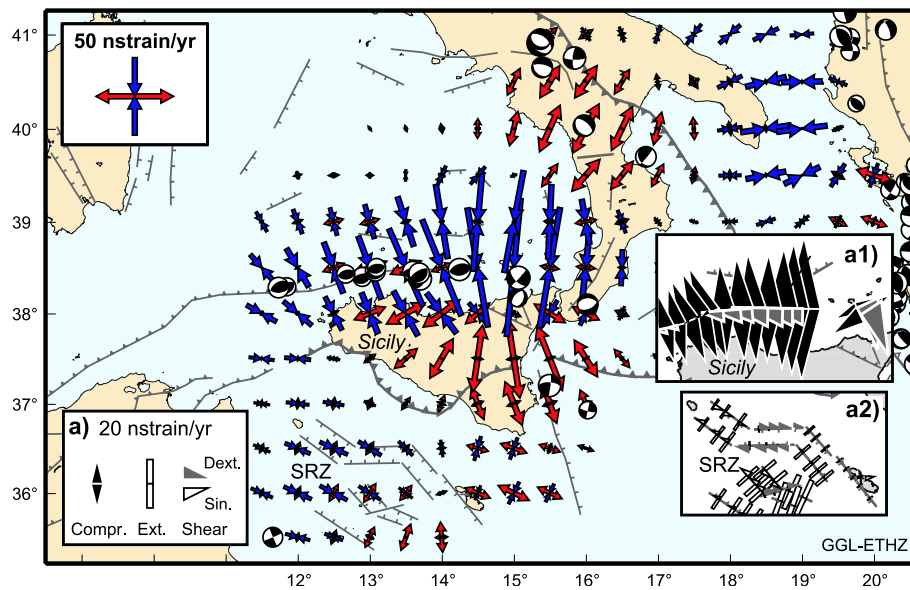 41°
40°
39°
38°
37°
36°
50 nstrain/yr
a1)
Sicily
Sicily
a) 20 nstrain/yr
Dext.
Sin.
Compr. Ext. Shear
SRZ
a2)
SRZ
GGL-ETHZ
12° 13° 14° 15° 16° 17° 18° 19° 20°